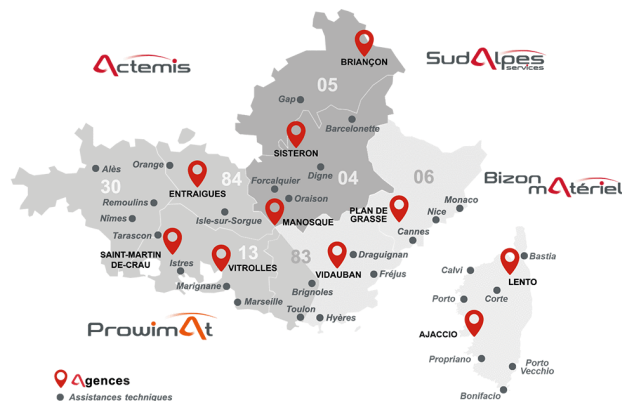 Actemis
SudAlpes
services
BRIANÇON
05
Gap
Barcelonette
SISTERON
Alès
Orange
30
84
ENTRAIGUES
Forcalquier
Digne
04
06
Bizon
matériel
Remoulins
Oraison
Nîmes
Isle-sur-Sorgue
MANOSQUE
PLAN DE
GRASSE
Monaco
Nice
Cannes
Tarascon
SAINT-MARTIN
DE-CRAU
Istres
13
VITROLLES
83
VIDAUBAN
Draguignan
Fréjus
Marignane
Brignoles
Marseille
Toulon
Hyères
Bastia
Calvi
LENTO
Porto
Corte
AJACCIO
Propriano
Porto
Vecchio
Bonifacio
Prowimat
Agences
Assistances techniques